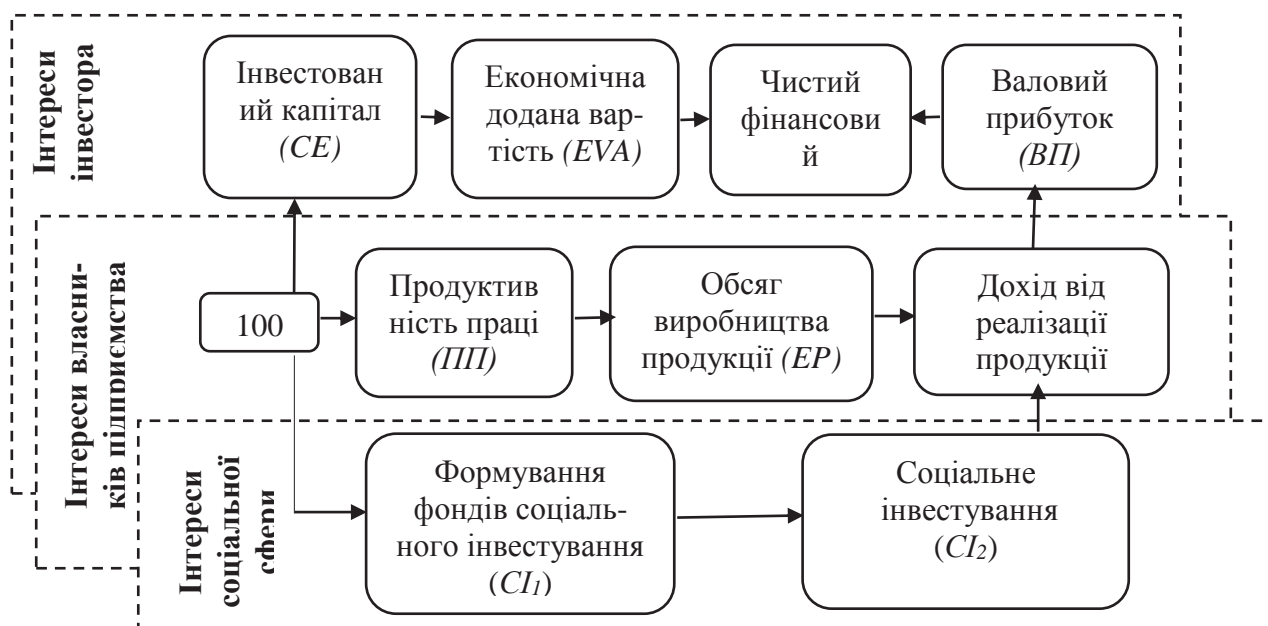 Інтереси
інвестора
Інвестован
ий капітал
(CE)
Економічна
додана вар-
тість (EVA)
Чистий
фінансови
й
Валовий
прибуток
(ВП)
Інтереси власни-
ків підприємства
100
Продуктив
ність праці
(ПП)
Обсяг
виробництва
продукції (EP)
Дохід від
реалізації
продукції
Інтереси
соціальної
сфери
Формування
фондів соціаль-
ного інвестування
(CI1)
Соціальне
інвестування
(CI2)